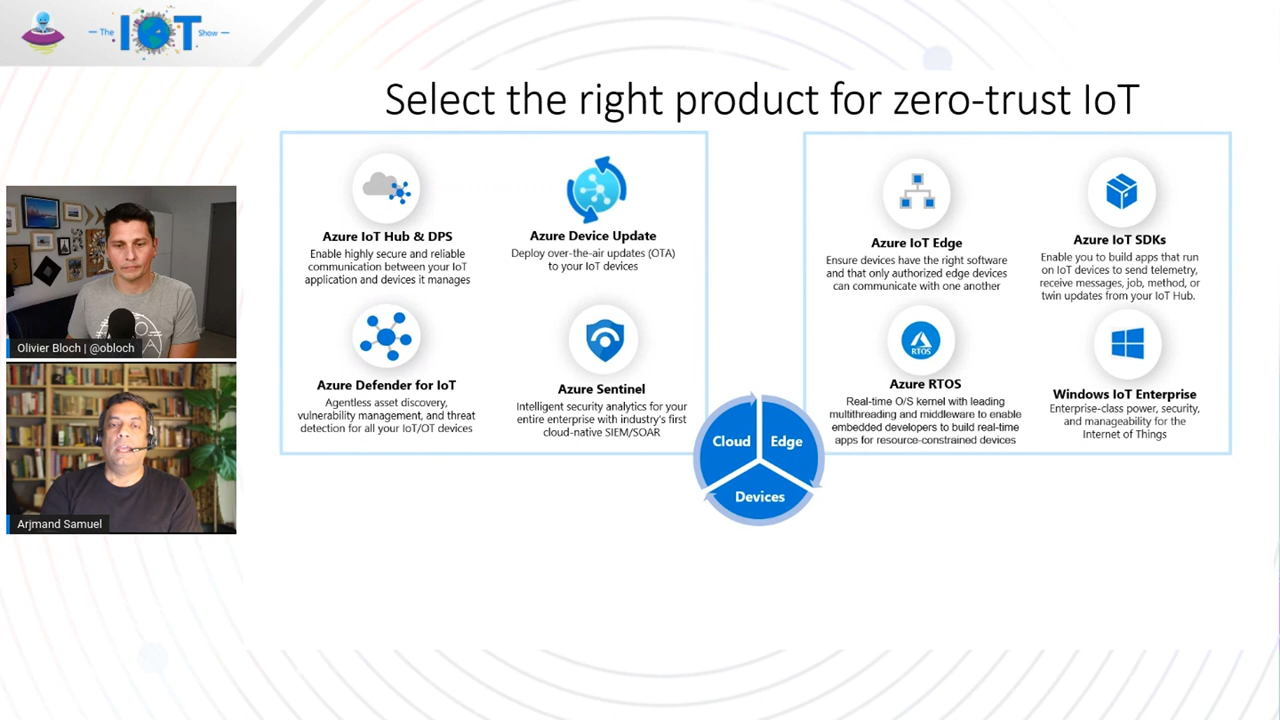 The IOT Show
Select the right product for zero-trust IoT
Azure IoT Hub & DPS
Enable highly secure and reliable
communication between your IoT
application and devices it manages
Azure Device Update
Deploy over-the-air updates (OTA)
to your IoT devices
Azure Defender for IoT
Agentless asset discovery,
vulnerability management, and threat
detection for all your IoT/OT devices
Azure Sentinel
Intelligent security analytics for your
entire enterprise with industry's first
cloud-native SIEM/SOAR
Azure IoT Edge
Ensure devices have the right software
and that only authorized edge devices
can communicate with one another
Azure IoT SDKs
Enable you to build apps that run
on IoT devices to send telemetry,
receive messages, job, method, or
twin updates from your IoT Hub.
RTOS
Azure RTOS
Real-time O/S kernel with leading
multithreading and middleware to enable
embedded developers to build real-time
apps for resource-constrained devices
Windows IoT Enterprise
Enterprise-class power, security,
and manageability for the
Internet of Things
Cloud
Edge
Devices
Olivier Bloch | @obloch
Arjmand Samuel